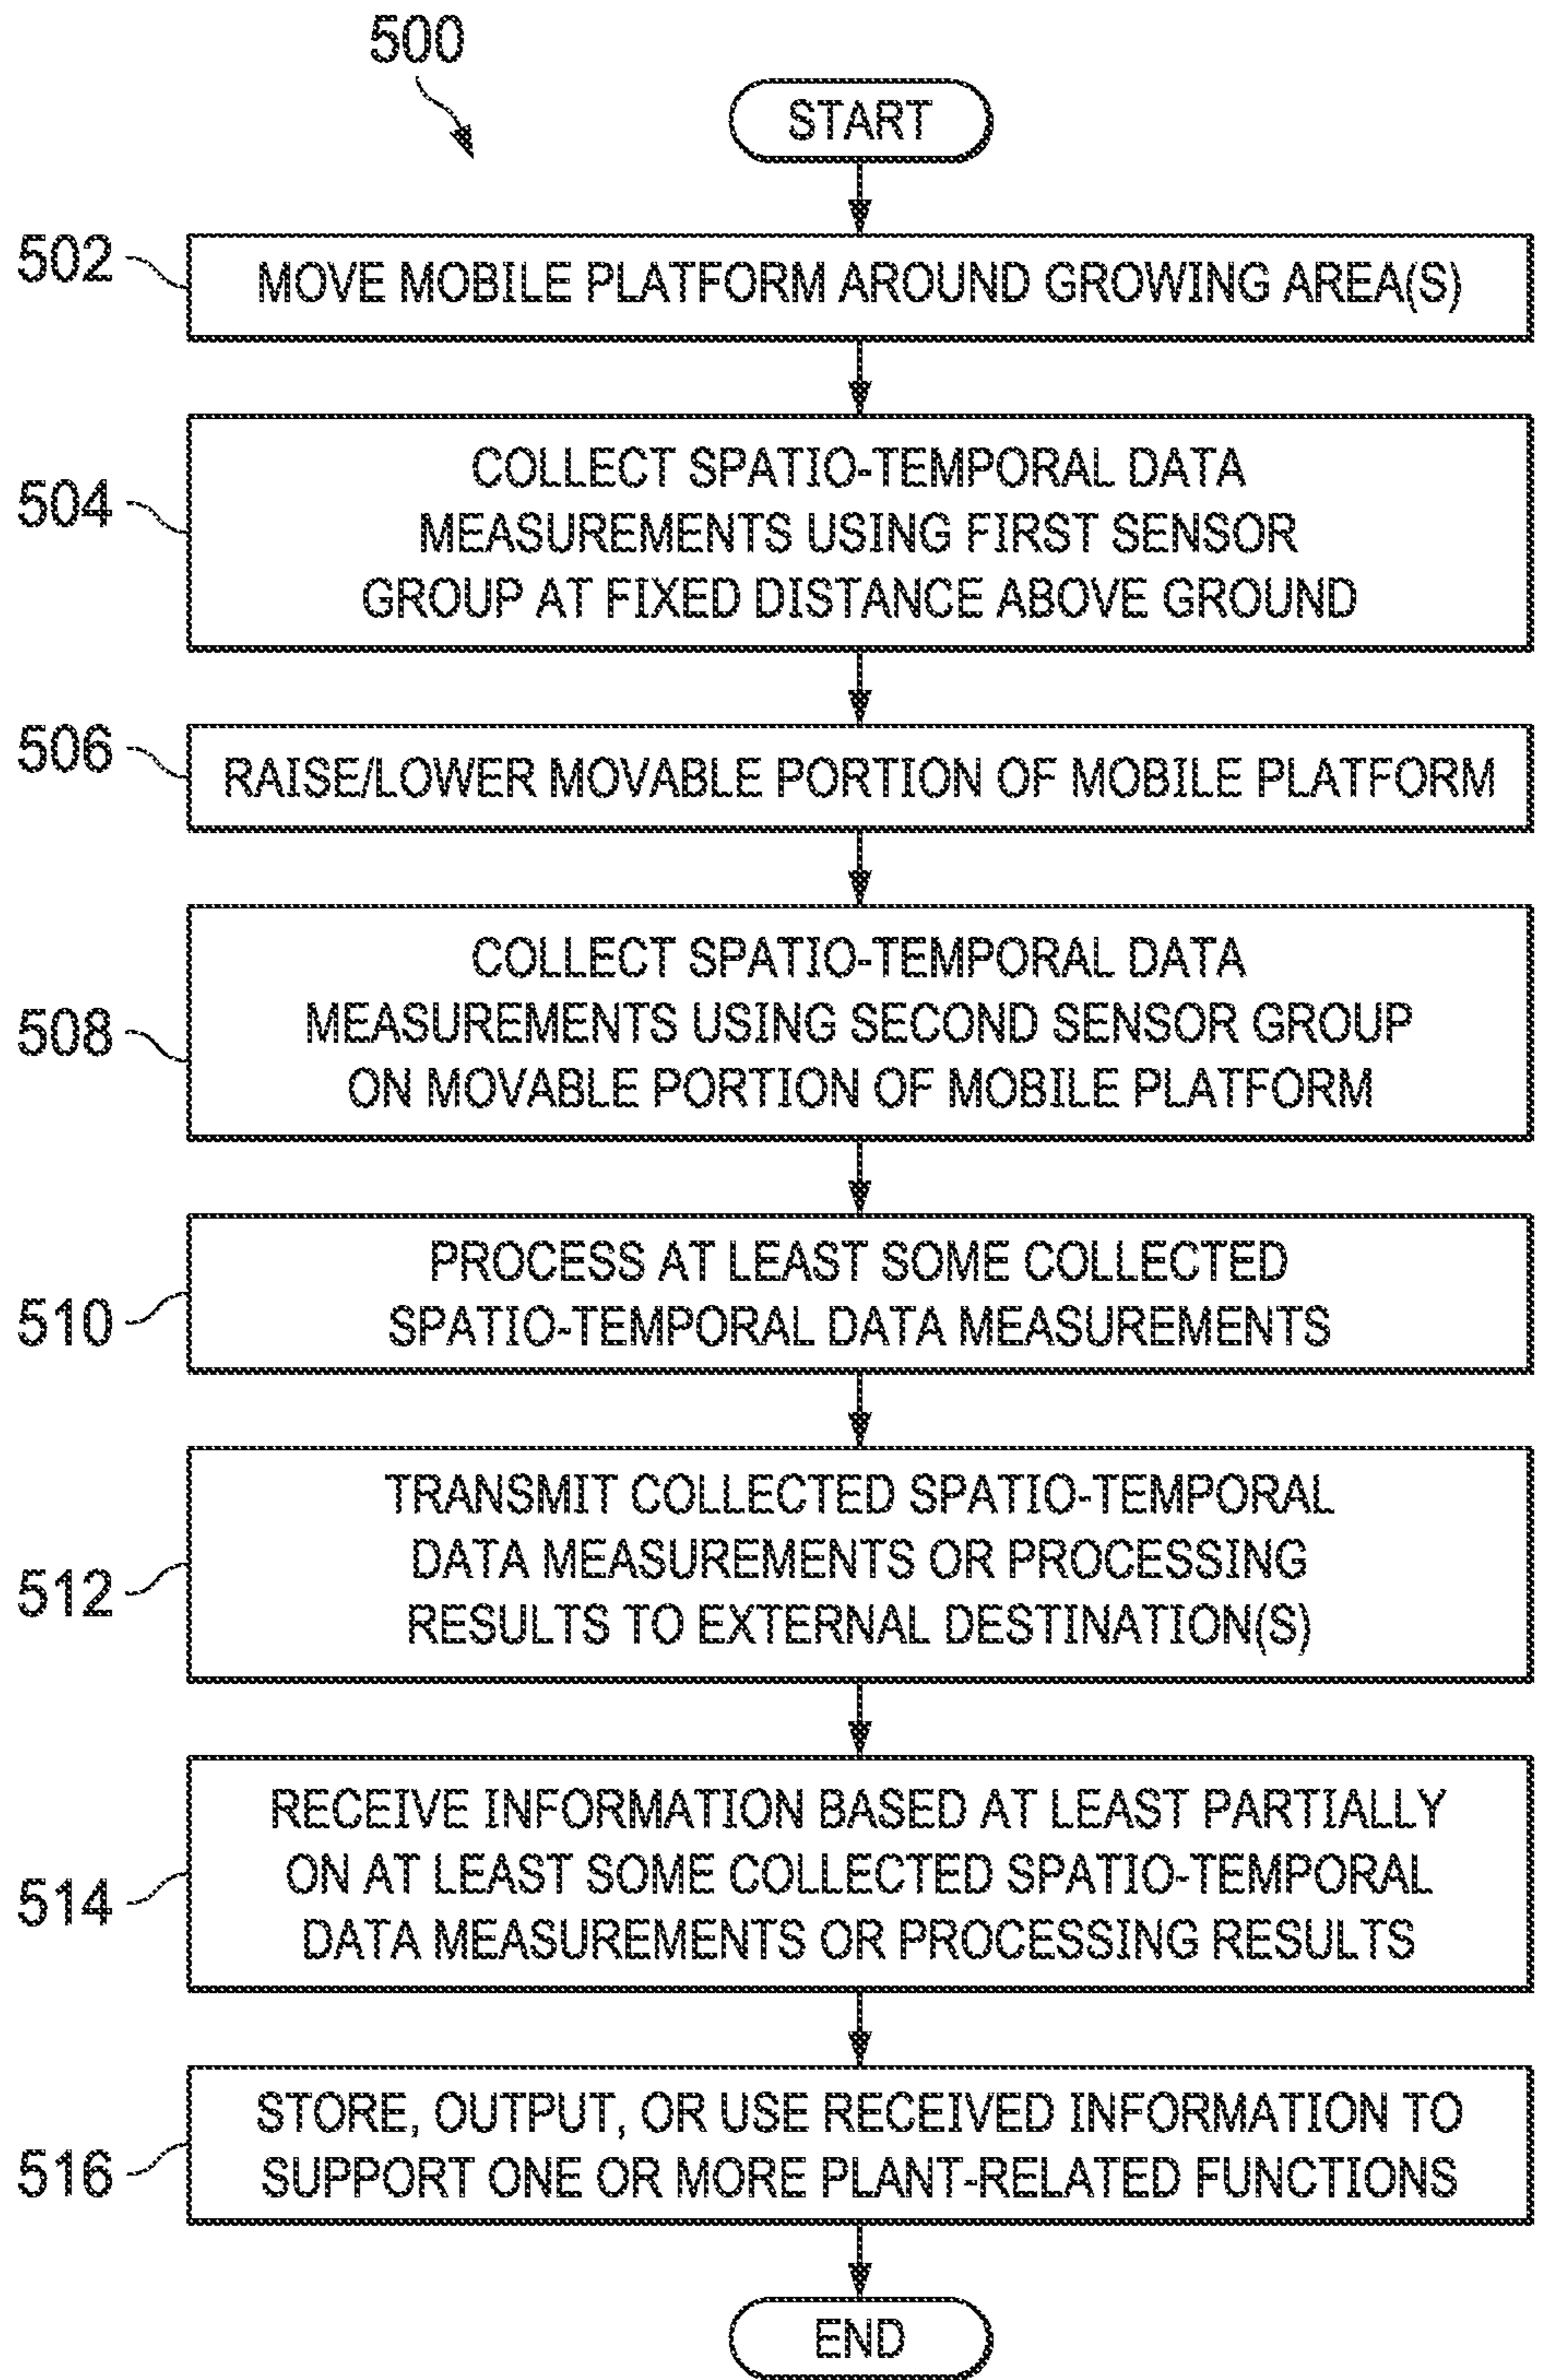 500
START
502
MOVE MOBILE PLATFORM AROUND GROWING AREA(S)
504
COLLECT SPATIO-TEMPORAL DATA
MEASUREMENTS USING FIRST SENSOR
GROUP AT FIXED DISTANCE ABOVE GROUND
506
RAISE/LOWER MOVABLE PORTION OF MOBILE PLATFORM
508
COLLECT SPATIO-TEMPORAL DATA
MEASUREMENTS USING SECOND SENSOR GROUP
ON MOVABLE PORTION OF MOBILE PLATFORM
510
PROCESS AT LEAST SOME COLLECTED
SPATIO-TEMPORAL DATA MEASUREMENTS
512
TRANSMIT COLLECTED SPATIO-TEMPORAL
DATA MEASUREMENTS OR PROCESSING
RESULTS TO EXTERNAL DESTINATION(S)
514
RECEIVE INFORMATION BASED AT LEAST PARTIALLY
ON AT LEAST SOME COLLECTED SPATIO-TEMPORAL
DATA MEASUREMENTS OR PROCESSING RESULTS
516
STORE, OUTPUT, OR USE RECEIVED INFORMATION TO
SUPPORT ONE OR MORE PLANT-RELATED FUNCTIONS
END